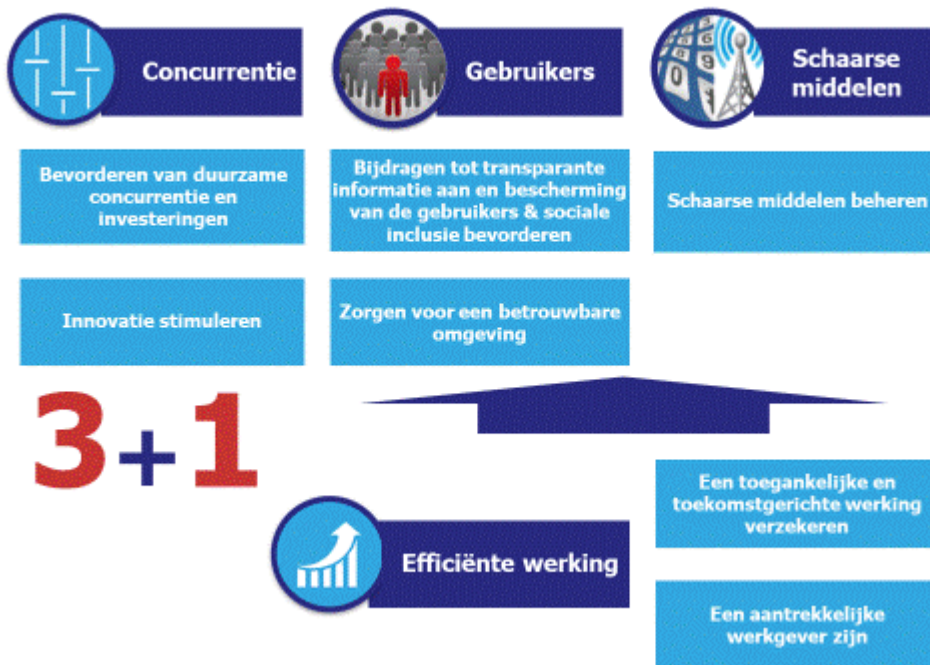 Concurrentie
Gebruikers
Schaarse
middelen
Bevorderen van duurzame
concurrentie en
investeringen
Bijdragen tot transparante
informatie aan en bescherming
van de gebruikers & sociale
inclusie bevorderen
Schaarse middelen beheren
Innovatie stimuleren
Zorgen voor een betrouwbare
omgeving
3+1
Efficiënte werking
Een toegankelijke en
toekomstgerichte werking
verzekeren
Een aantrekkelijke
werkgever zijn